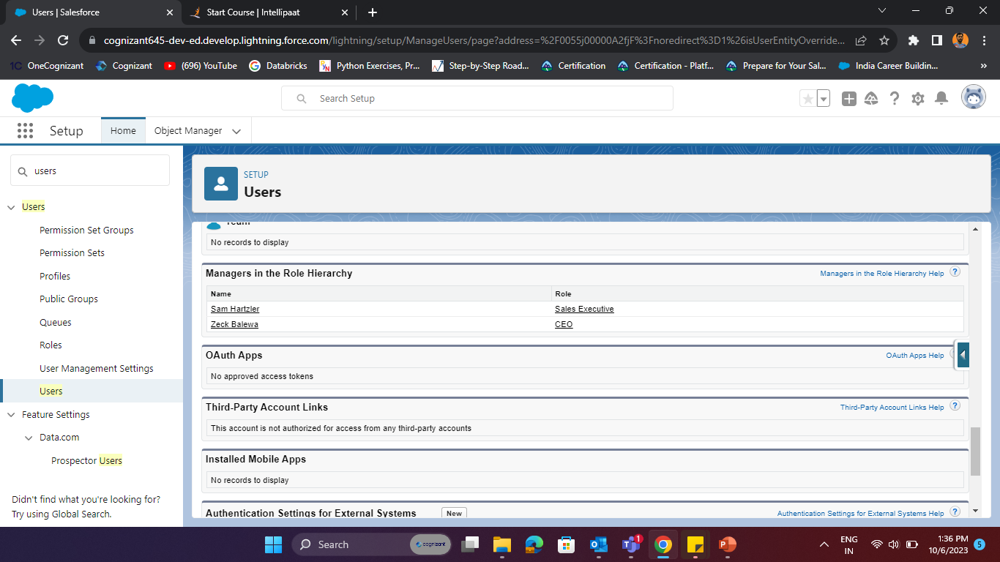 Users | Salesforce
Start Course | Intellipaat
cognizant645-dev-ed.develop.lightning.force.com/lightning/setup/ManageUsers/page?address=%2F0055j00000A2fjF%3Fnoredirect%3D1%26isUserEntityOverride...
1C OneCognizant
Cognizant
(696) YouTube
Databricks
Python Exercises, Pr...
Step-by-Step Road...
Certification
Certification - Platf...
Prepare for Your Sal...
India Career Buildin...
»
Search Setup
Setup
Home
Object Manager
users
Users
Permission Set Groups
Permission Sets
Profiles
Public Groups
Queues
Roles
User Management Settings
Users
Feature Settings
Data.com
Prospector Users
Didn't find what you're looking for?
Try using Global Search.
SETUP
Users
Team
No records to display
Managers in the Role Hierarchy
Managers in the Role Hierarchy Help ?
Name Role
Sam Hartzler Sales Executive
Zeck Balewa CEO
OAuth Apps
OAuth Apps Help
No approved access tokens
Third-Party Account Links
Third-Party Account Links Help ?
This account is not authorized for access from any third-party accounts
Installed Mobile Apps
No records to display
Authentication Settings for External Systems
New
Authentication Settings for External Systems Help ?
Search
cognizant
1
ENG
IN
1:36 PM
10/6/2023
5